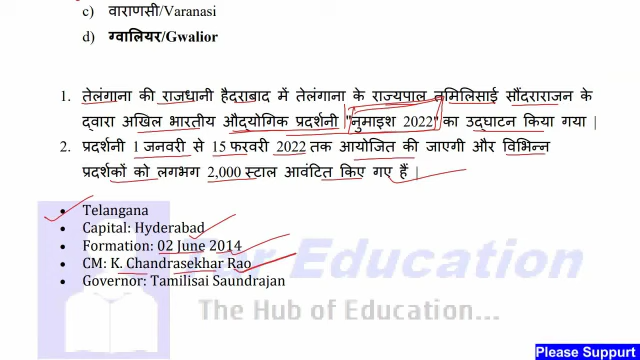 c) वाराणसी/Varanasi
d) ग्वालियर/Gwalior
1. तेलंगाना की राजधानी हैदराबाद में तेलंगाना के राज्यपाल तमिलिसाई सौंदराराजन के
द्वारा अखिल भारतीय औद्योगिक प्रदर्शनी "नुमाइश 2022" का उद्घाटन किया गया |
2. प्रदर्शनी 1 जनवरी से 15 फरवरी 2022 तक आयोजित की जाएगी और विभिन्न
प्रदर्शकों को लगभग 2,000 स्टाल आवंटित किए गए हैं |
• Telangana
• Capital: Hyderabad
• Formation: 02 June 2014
• CM: K. Chandrasekhar Rao
• Governor: Tamilisai Saundrajan
Education
The Hub of Education...
Please Suppurt